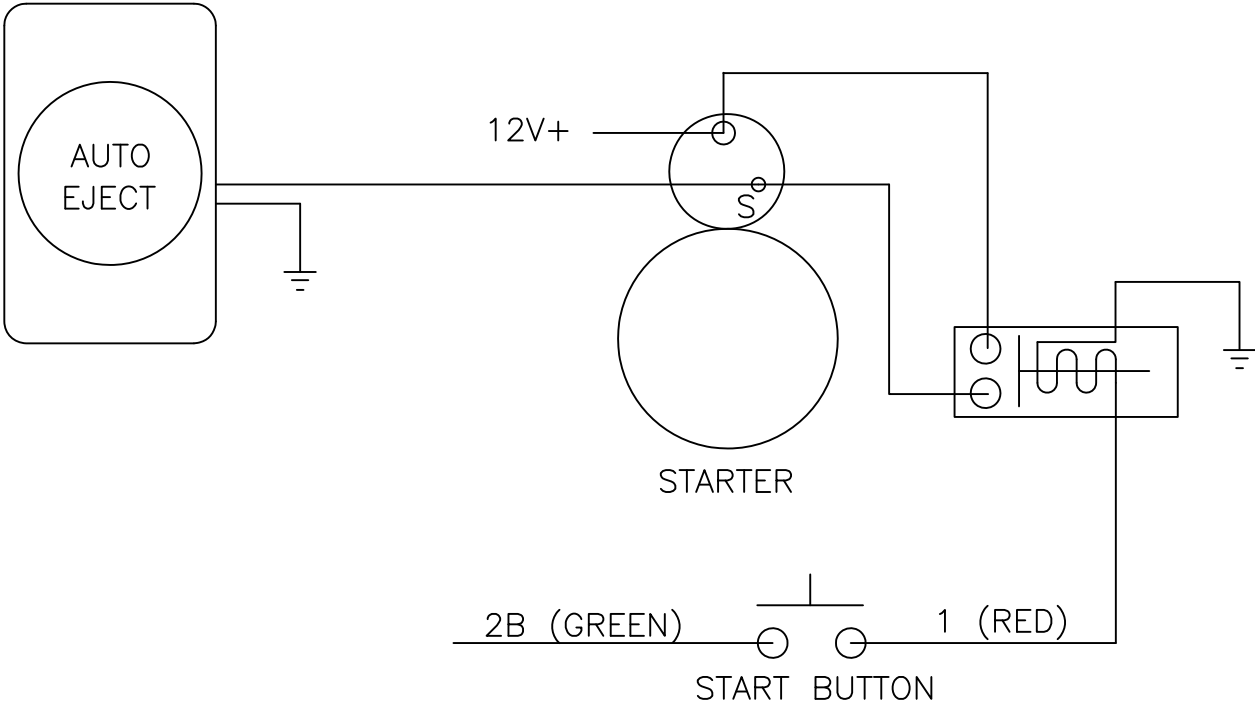 AUTO
EJECT
12V+
S
STARTER
2B (GREEN)
1 (RED)
START BUTTON